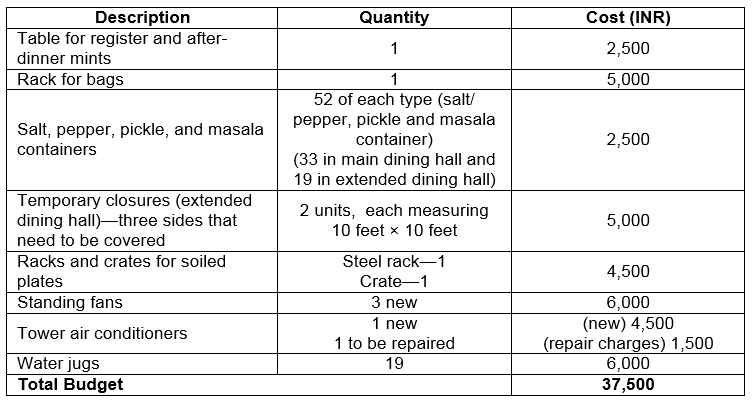 Description Quantity Cost (INR)
Table for register and after-
dinner mints
1
2,500
Rack for bags 1 5,000
Salt, pepper, pickle, and masala
containers
52 of each type (salt/
pepper, pickle and masala
container)
(33 in main dining hall and
19 in extended dining hall)
2,500
Temporary closures (extended
dining hall)—three sides that
need to be covered
2 units,  each measuring
10 feet × 10 feet
5,000
Racks and crates for soiled
plates
Steel rack—1
Crate—1
4,500
Standing fans 3 new 6,000
Tower air conditioners
1 new
1 to be repaired
(new) 4,500
(repair charges) 1,500
Water jugs 19 6,000
Total Budget 37,500